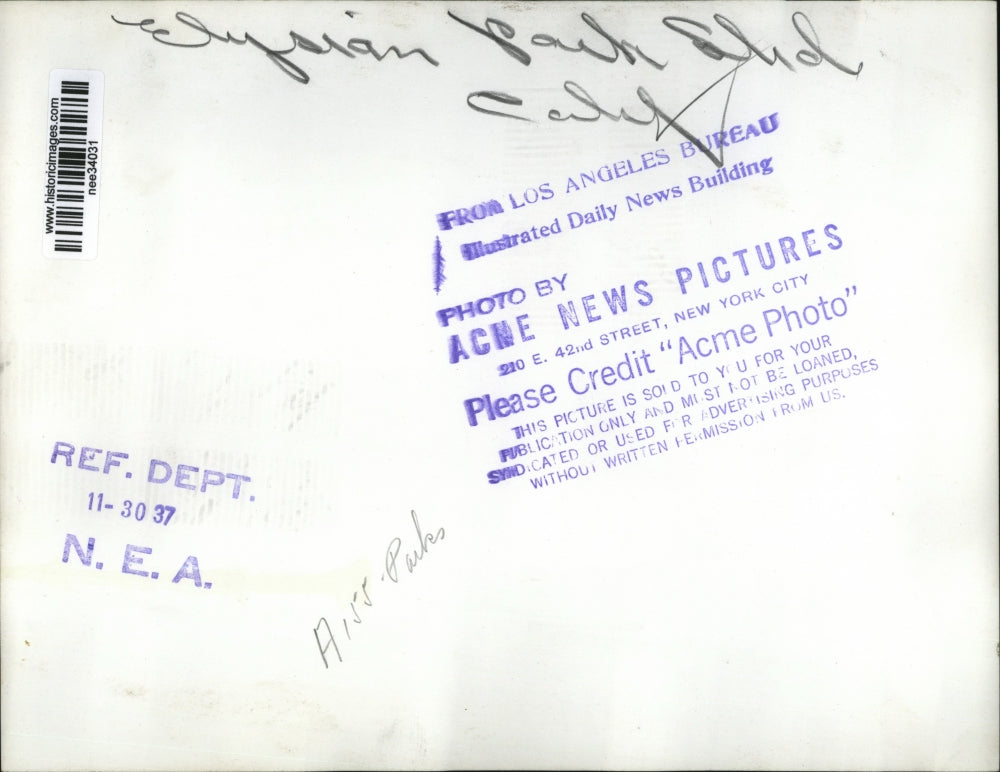 Elysian Park Slid
Calif
www.historicimages.com
nee34031
FROM LOS ANGELES BUREAU
Illustrated Daily News Building
PHOTO BY
ACME NEWS PICTURES
210 E. 42nd STREET, NEW YORK CITY
Please Credit "Acme Photo"
THIS PICTURE IS SOLD TO YOU FOR YOUR
PUBLICATION ONLY AND MUST NOT BE LOANED,
SYNDICATED OR USED FOR ADVERTISING PURPOSES
WITHOUT WRITTEN PERMISSION FROM US.
REF. DEPT.
11-30 37
N. E. A.
A155-Parks